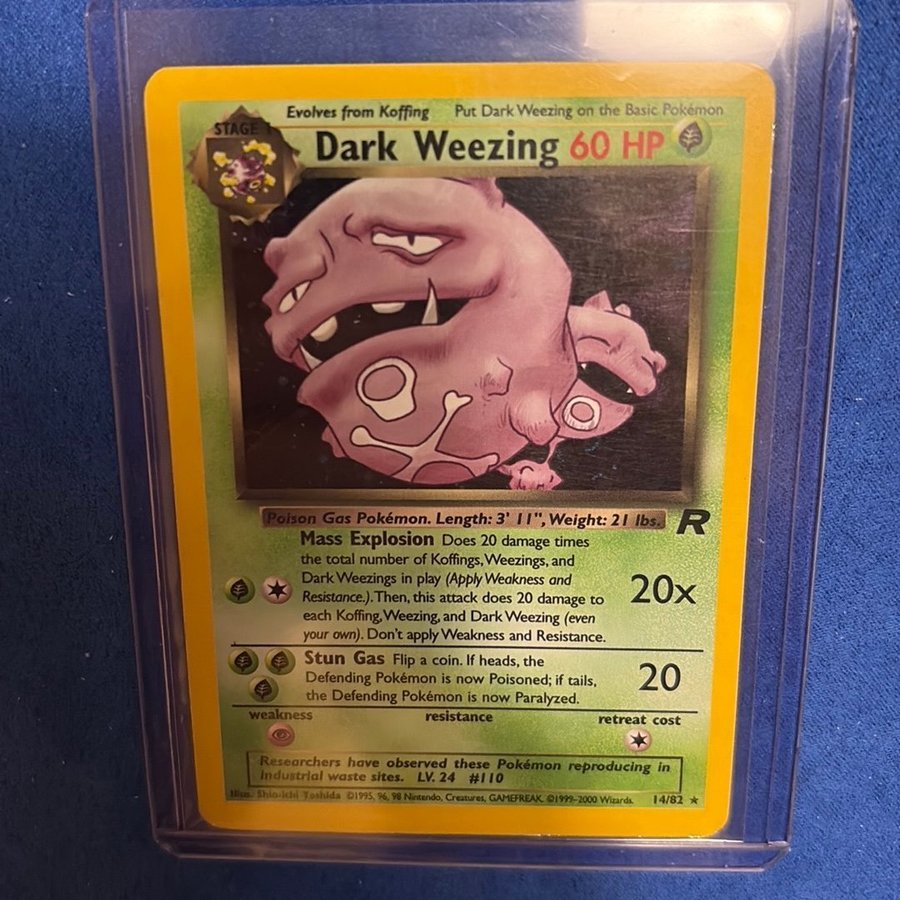 Evolves from Koffing Put Dark Weezing on the Basic Pokémon
STAGE 1
Dark Weezing 60 HP
Poison Gas Pokémon. Length: 3' 11", Weight: 21 lbs.
R
Mass Explosion Does 20 damage times
the total number of Koffings, Weezings, and
Dark Weezings in play (Apply Weakness and
Resistance.). Then, this attack does 20 damage to
each Koffing, Weezing, and Dark Weezing (even
your own). Don't apply Weakness and Resistance.
20x
Stun Gas Flip a coin. If heads, the
Defending Pokémon is now Poisoned; if tails,
the Defending Pokémon is now Paralyzed.
20
weakness resistance retreat cost
Researchers have observed these Pokémon reproducing in
industrial waste sites. LV. 24 #110
Illus. Shin-ichi Yoshida ©1995, 96, 98 Nintendo, Creatures, GAMEFREAK. ©1999-2000 Wizards. 14/82 ★